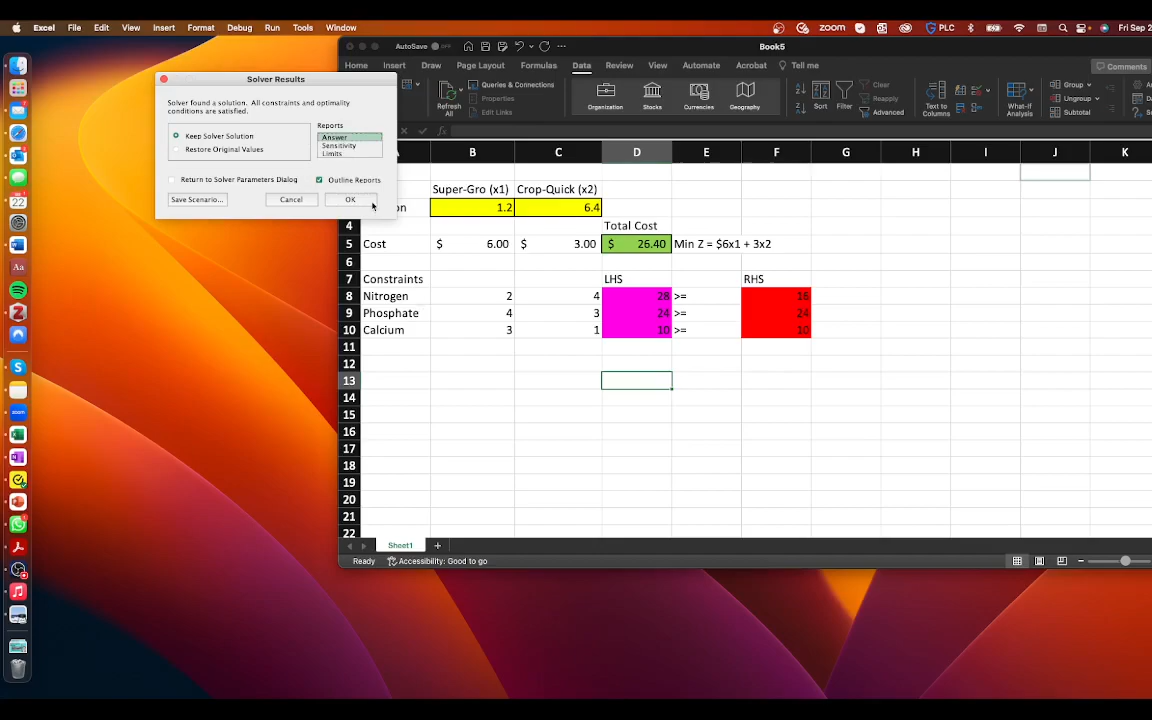 Excel File Edit View Insert Format Debug Run Tools Window zoom PLC Fri Sep 2
AutoSave OFF Book5
Home Insert Draw Page Layout Formulas Data Review View Automate Acrobat Tell me Comments
Refresh All Queries & Connections Properties Edit Links Organization Stocks Currencies Geography Sort Filter Clear Reapply Advanced Text to Columns What-If Analysis Group Ungroup Subtotal
Solver Results
Solver found a solution. All constraints and optimality
conditions are satisfied.
Reports
Keep Solver Solution Answer
Restore Original Values Sensitivity
Limits
Return to Solver Parameters Dialog Outline Reports
Save Scenario... Cancel OK
fx
A B C D E F G H I J K
Super-Gro (x1) Crop-Quick (x2)
on 1.2 6.4
4 Total Cost
5 Cost $ 6.00 $ 3.00 $ 26.40 Min Z = $6x1 + 3x2
6
7 Constraints LHS RHS
8 Nitrogen 2 4 28 >= 16
9 Phosphate 4 3 24 >= 24
10 Calcium 3 1 10 >= 10
11
12
13
14
15
16
17
18
19
20
21
22
Sheet1 +
Ready Accessibility: Good to go